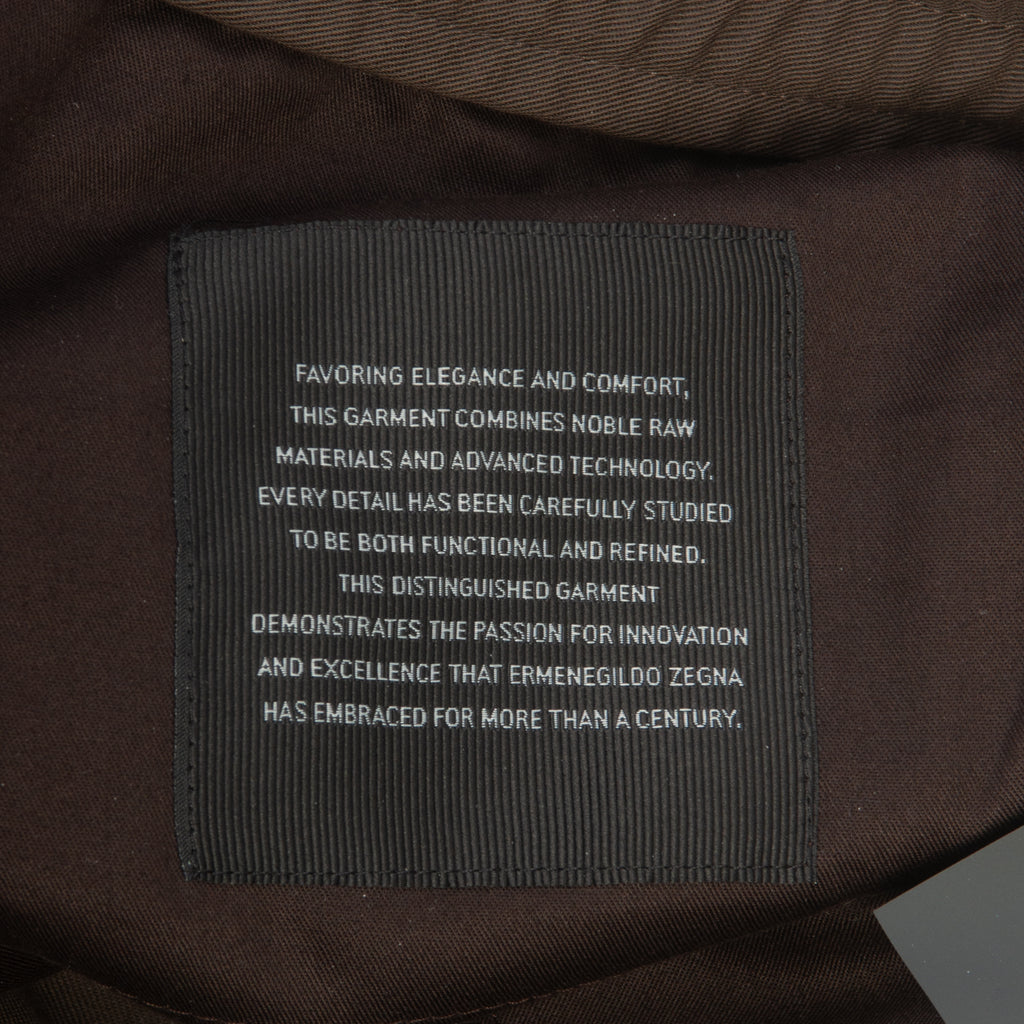 FAVORING ELEGANCE AND COMFORT,
THIS GARMENT COMBINES NOBLE RAW
MATERIALS AND ADVANCED TECHNOLOGY.
EVERY DETAIL HAS BEEN CAREFULLY STUDIED
TO BE BOTH FUNCTIONAL AND REFINED.
THIS DISTINGUISHED GARMENT
DEMONSTRATES THE PASSION FOR INNOVATION
AND EXCELLENCE THAT ERMENEGILDO ZEGNA
HAS EMBRACED FOR MORE THAN A CENTURY.